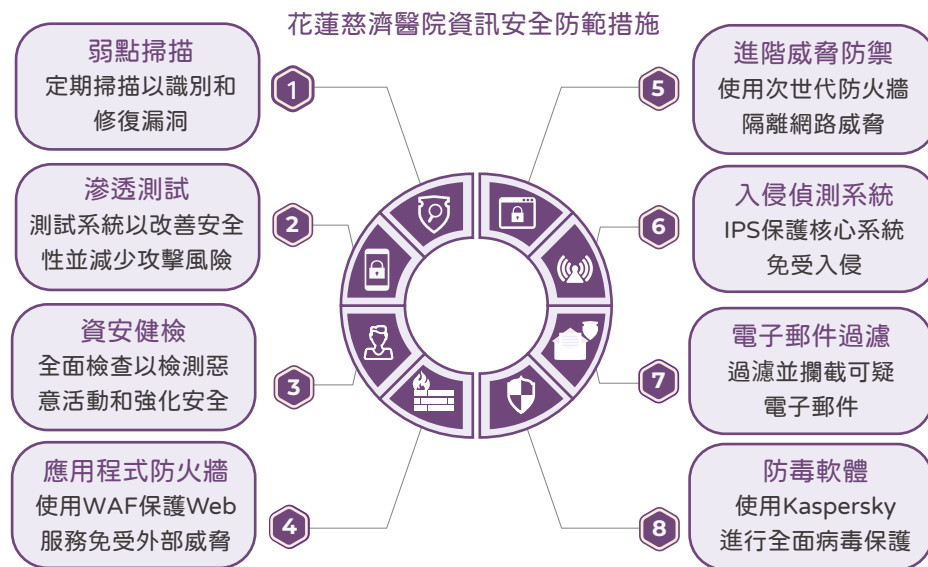 花蓮慈濟醫院資訊安全防範措施
弱點掃描
定期掃描以識別和
修復漏洞
1
滲透測試
測試系統以改善安全
性並減少攻擊風險
2
資安健檢
全面檢查以檢測惡
意活動和強化安全
3
應用程式防火牆
使用WAF保護Web
服務免受外部威脅
4
進階威脅防禦
使用次世代防火牆
隔離網路威脅
5
入侵偵測系統
IPS保護核心系統
免受入侵
6
電子郵件過濾
過濾並攔截可疑
電子郵件
7
防毒軟體
使用Kaspersky
進行全面病毒保護
8